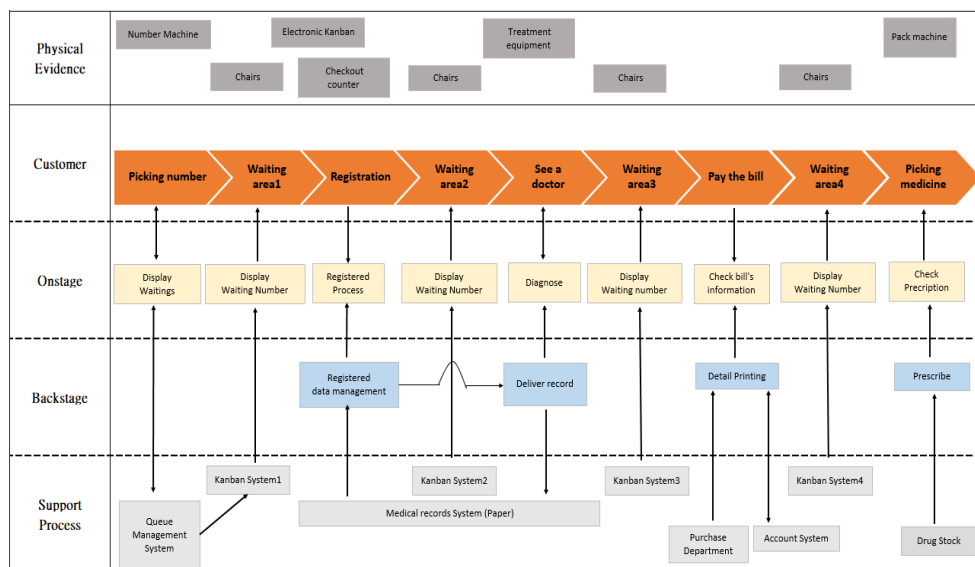 Physical
Evidence
Number Machine
Electronic Kanban
Treatment
equipment
Pack machine
Chairs
Checkout
counter
Chairs
Chairs
Chairs
Customer
Picking number
Waiting
area1
Registration
Waiting
area2
See a
doctor
Waiting
area3
Pay the bill
Waiting
area4
Picking
medicine
Onstage
Display
Waitings
Display
Waiting Number
Registered
Process
Display
Waiting Number
Diagnose
Display
Waiting number
Check bill's
information
Display
Waiting Number
Check
Precription
Backstage
Registered
data management
Deliver record
Detail Printing
Prescribe
Support
Process
Kanban System1
Kanban System2
Kanban System3
Kanban System4
Queue
Management
System
Medical records System (Paper)
Purchase
Department
Account System
Drug Stock